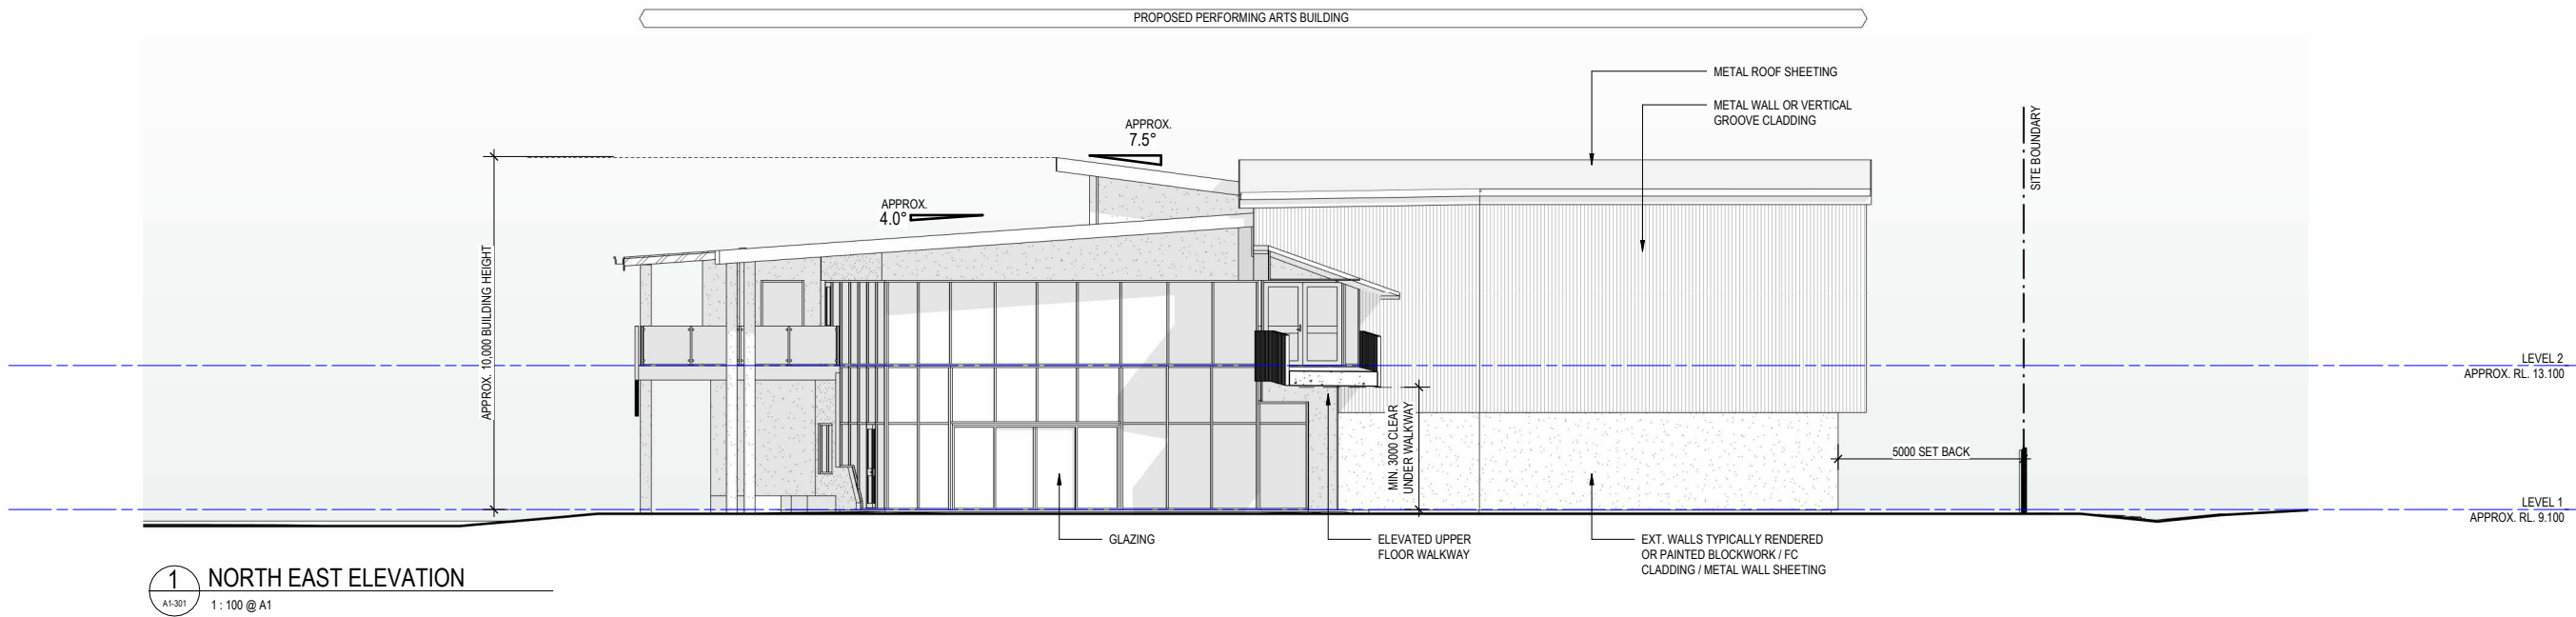 PROPOSED PERFORMING ARTS BUILDING
METAL ROOF SHEETING
METAL WALL OR VERTICAL
GROOVE CLADDING
SITE BOUNDARY
APPROX.
7.5°
APPROX.
4.0°
APPROX. 10,000 BUILDING HEIGHT
LEVEL 2
APPROX. RL. 13.100
MIN. 3000 CLEAR
UNDER WALKWAY
5000 SET BACK
LEVEL 1
APPROX. RL. 9.100
GLAZING
ELEVATED UPPER
FLOOR WALKWAY
EXT. WALLS TYPICALLY RENDERED
OR PAINTED BLOCKWORK / FC
CLADDING / METAL WALL SHEETING
1
A1-301
NORTH EAST ELEVATION
1 : 100 @ A1